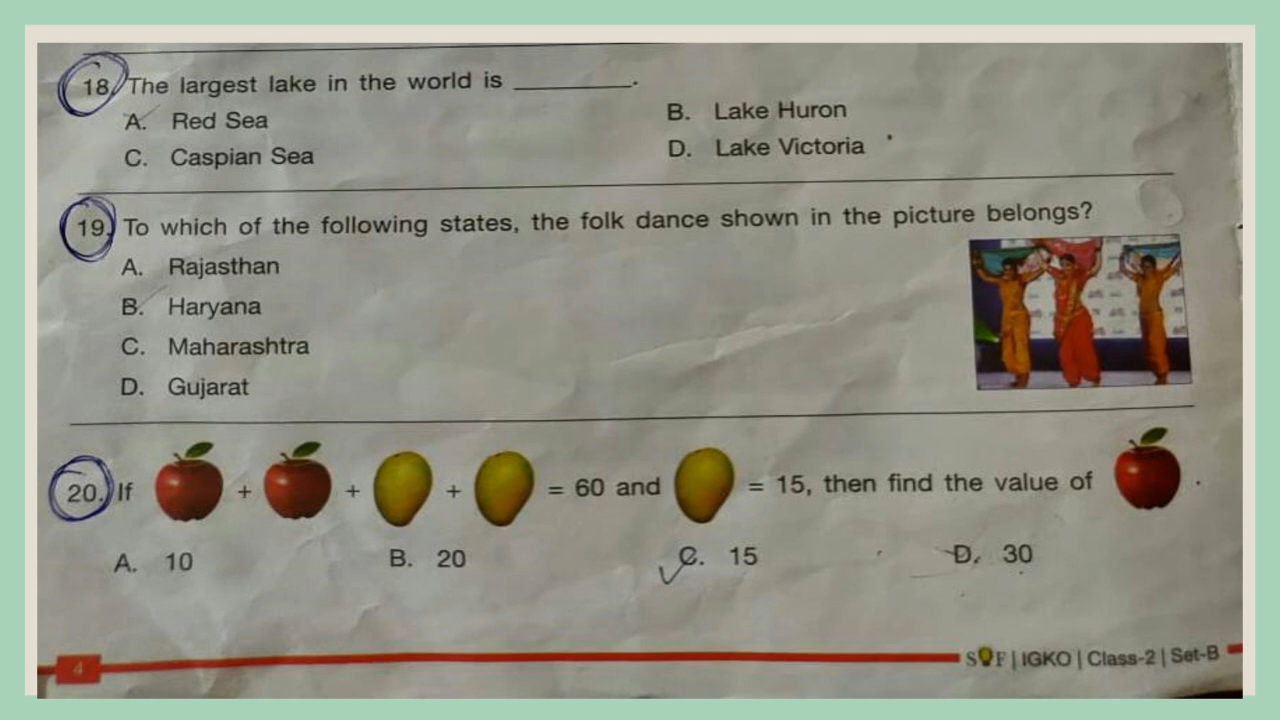 18. The largest lake in the world is ________.
A. Red Sea
B. Lake Huron
C. Caspian Sea
D. Lake Victoria
19. To which of the following states, the folk dance shown in the picture belongs?
A. Rajasthan
B. Haryana
C. Maharashtra
D. Gujarat
20. If + + + = 60 and = 15, then find the value of .
A. 10 B. 20 C. 15 D. 30
4
SOF | IGKO | Class-2 | Set-B